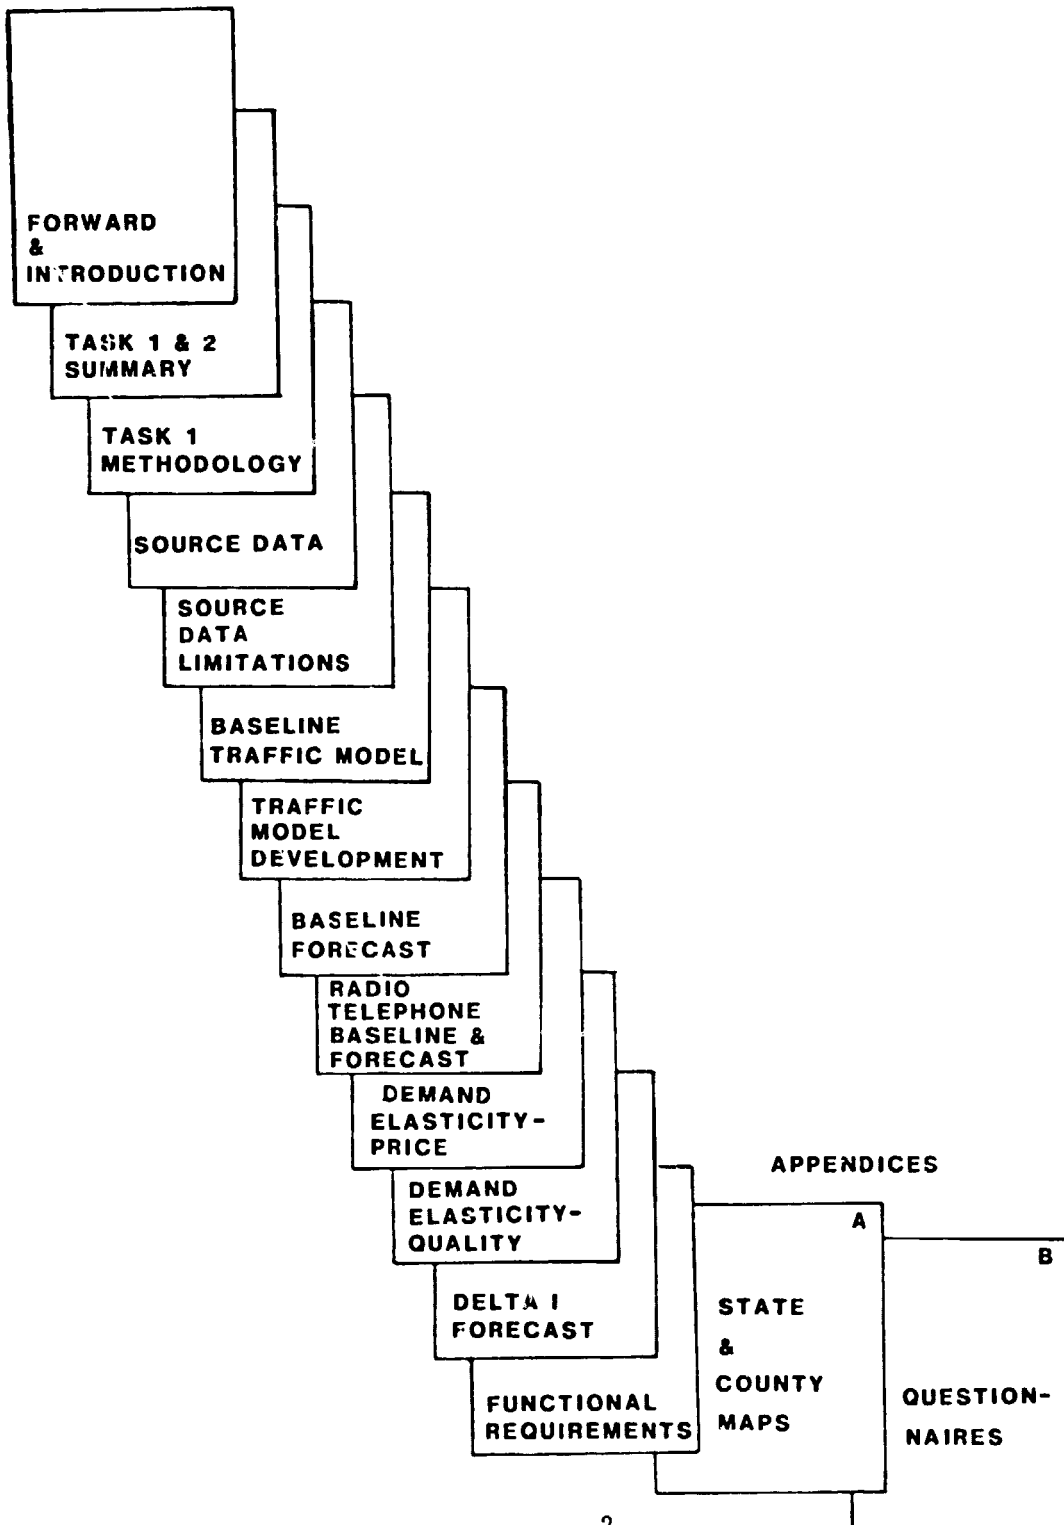 FORWARD
&
INTRODUCTION
TASK 1 & 2
SUMMARY
TASK 1
METHODOLOGY
SOURCE DATA
SOURCE
DATA
LIMITATIONS
BASELINE
TRAFFIC MODEL
TRAFFIC
MODEL
DEVELOPMENT
BASELINE
FORECAST
RADIO
TELEPHONE
BASELINE &
FORECAST
DEMAND
ELASTICITY-
PRICE
DEMAND
ELASTICITY-
QUALITY
DELTA I
FORECAST
FUNCTIONAL
REQUIREMENTS
APPENDICES
A
STATE
&
COUNTY
MAPS
B
QUESTION-
NAIRES